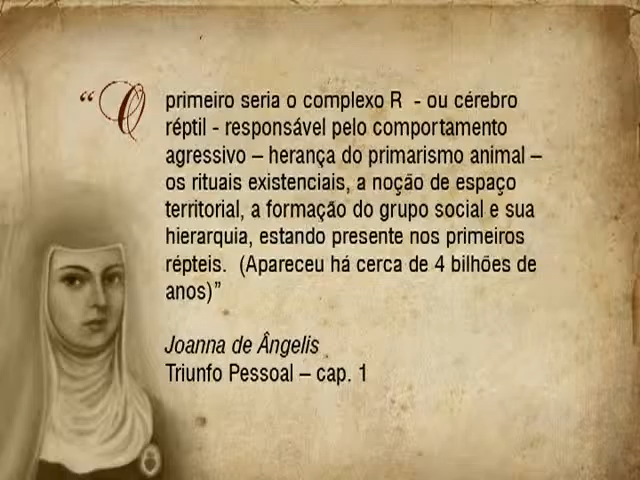 “O primeiro seria o complexo R - ou cérebro
réptil - responsável pelo comportamento
agressivo – herança do primarismo animal –
os rituais existenciais, a noção de espaço
territorial, a formação do grupo social e sua
hierarquia, estando presente nos primeiros
répteis. (Apareceu há cerca de 4 bilhões de
anos)”
Joanna de Ângelis
Triunfo Pessoal – cap. 1